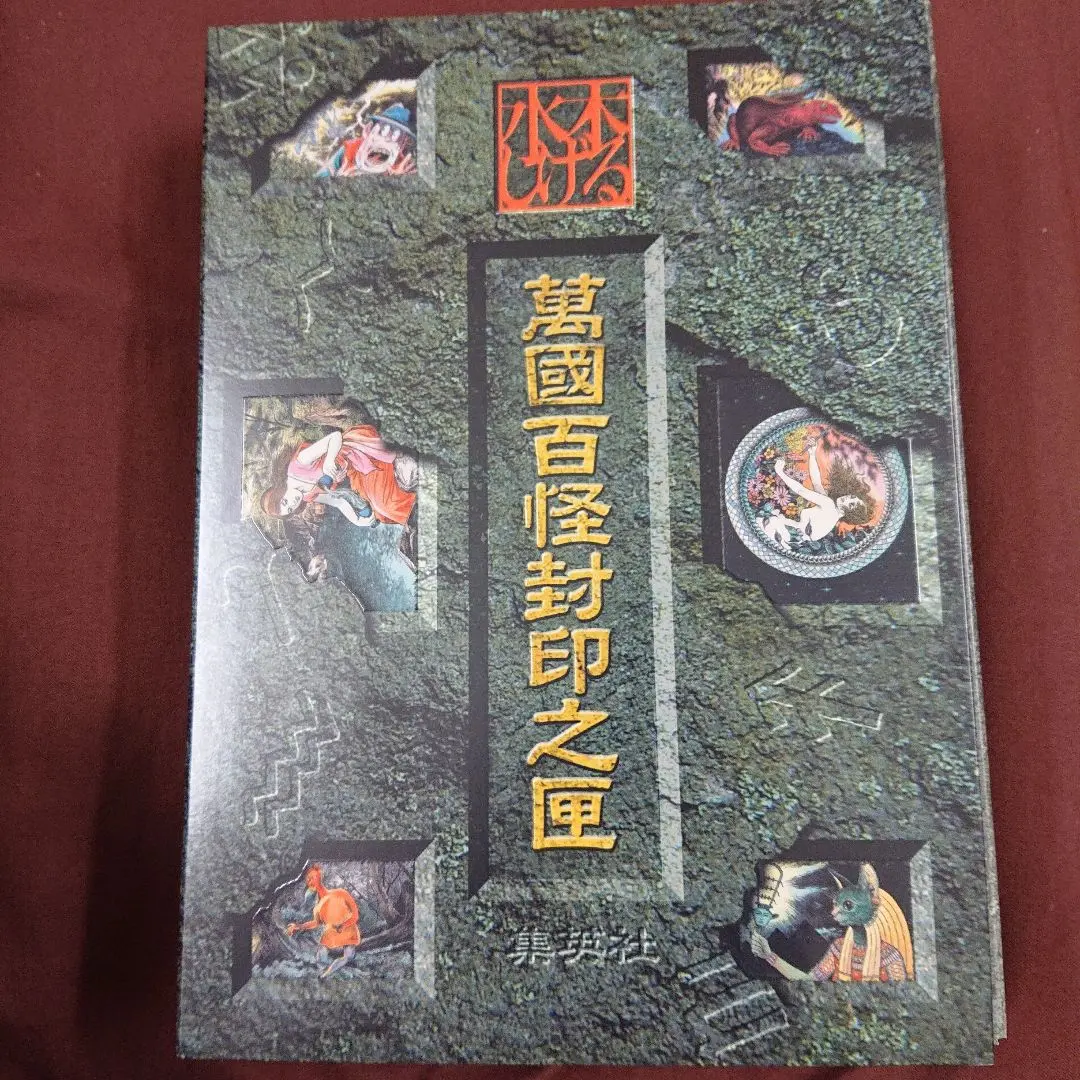 水木しげる
萬國百怪封印之匣
集英社